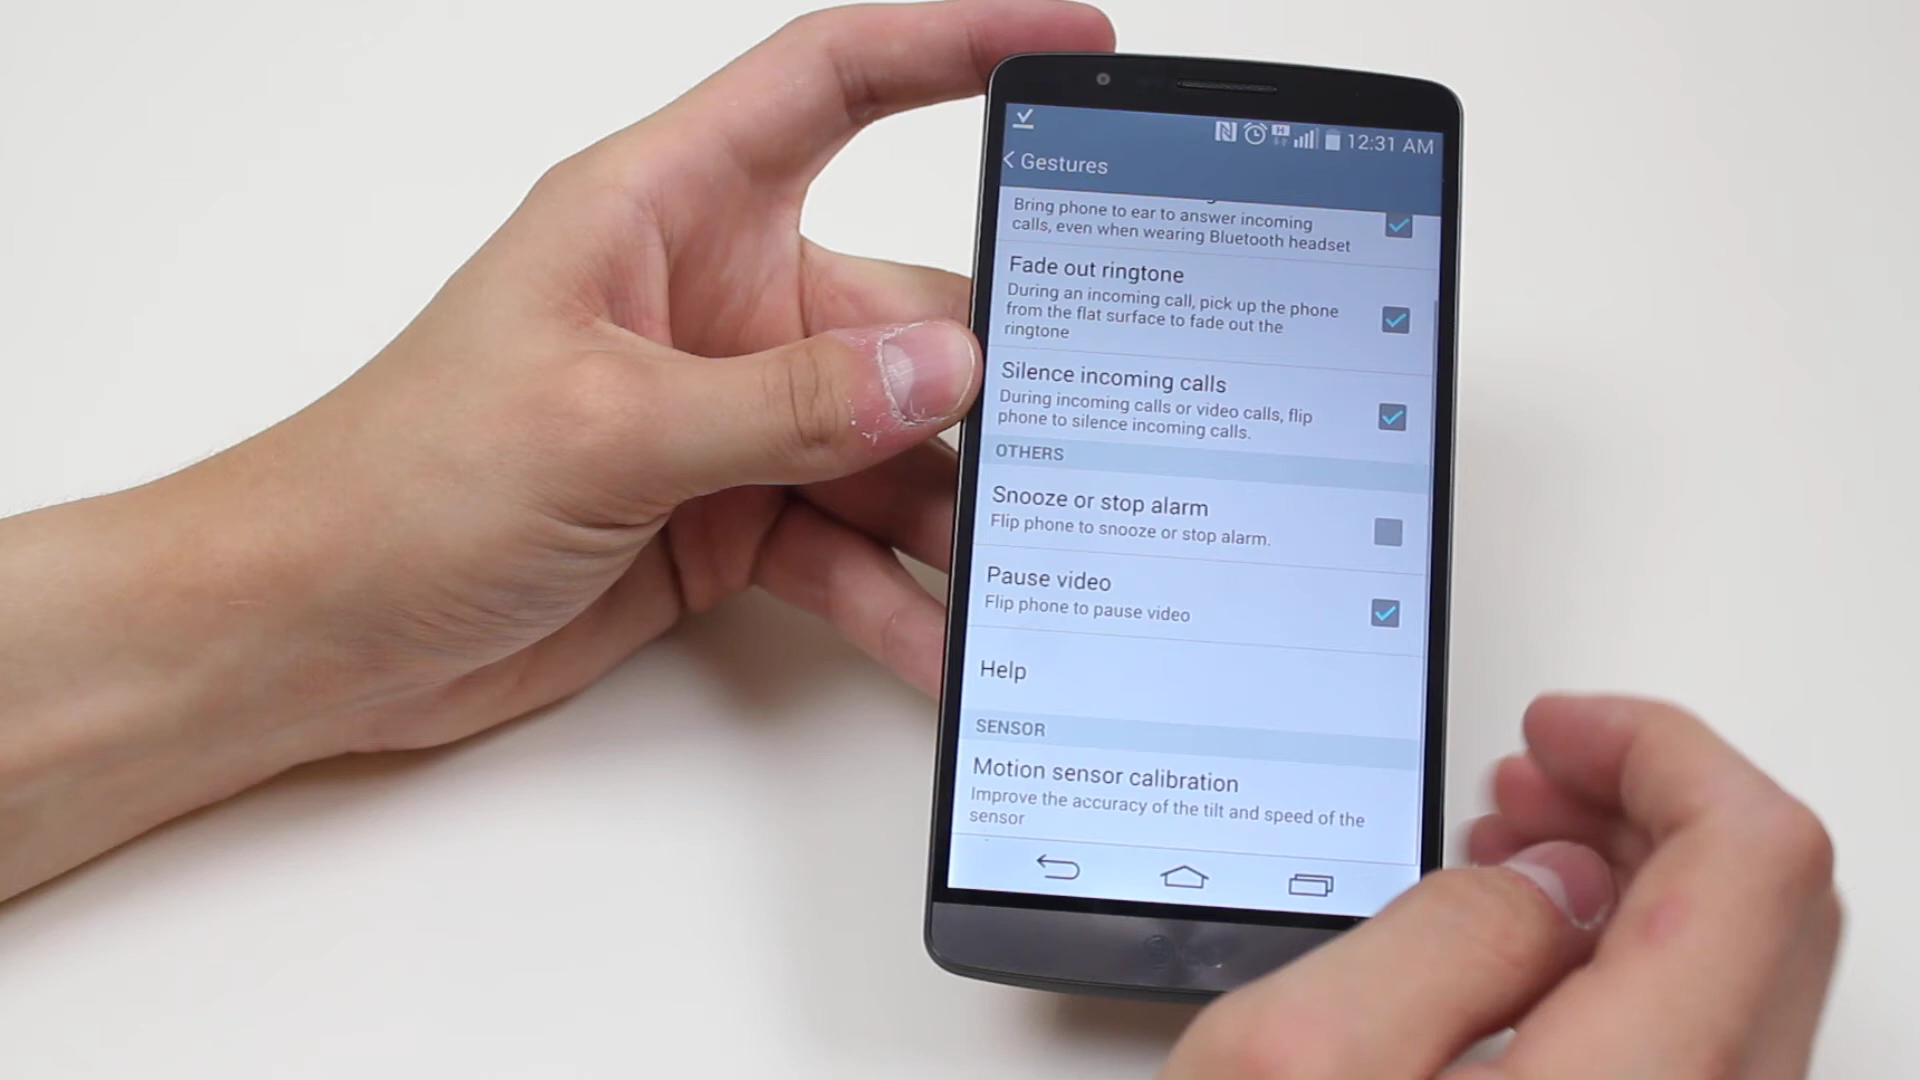 12:31 AM
Gestures
Bring phone to ear to answer incoming
calls, even when wearing Bluetooth headset
Fade out ringtone
During an incoming call, pick up the phone
from the flat surface to fade out the
ringtone
Silence incoming calls
During incoming calls or video calls, flip
phone to silence incoming calls.
OTHERS
Snooze or stop alarm
Flip phone to snooze or stop alarm.
Pause video
Flip phone to pause video
Help
SENSOR
Motion sensor calibration
Improve the accuracy of the tilt and speed of the
sensor